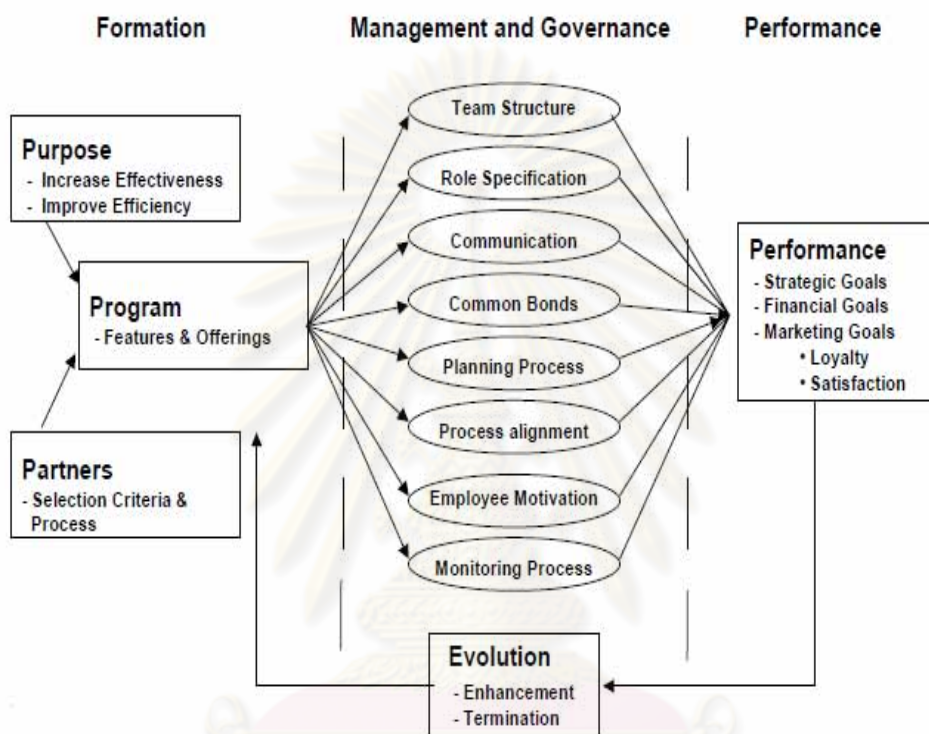 Formation
Management and Governance
Performance
Purpose
- Increase Effectiveness
- Improve Efficiency
Program
- Features & Offerings
Partners
- Selection Criteria &
Process
Team Structure
Role Specification
Communication
Common Bonds
Planning Process
Process alignment
Employee Motivation
Monitoring Process
Performance
- Strategic Goals
- Financial Goals
- Marketing Goals
• Loyalty
• Satisfaction
Evolution
- Enhancement
- Termination